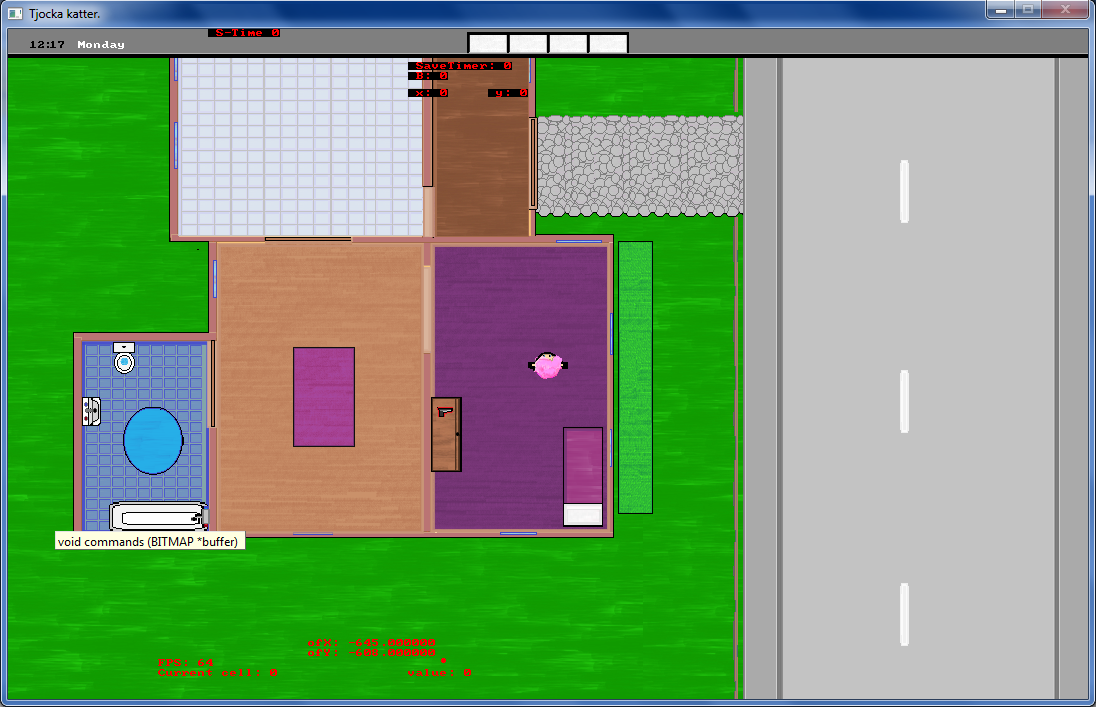 Tjocka katter.
S-Time 0
12:17 Monday
SaveTimer: 0
B: 0
x: 0 y: 0
void commands (BITMAP *buffer)
ofX: -645.000000
ofY: -608.000000
FPS: 64
Current cell: 0 value: 0